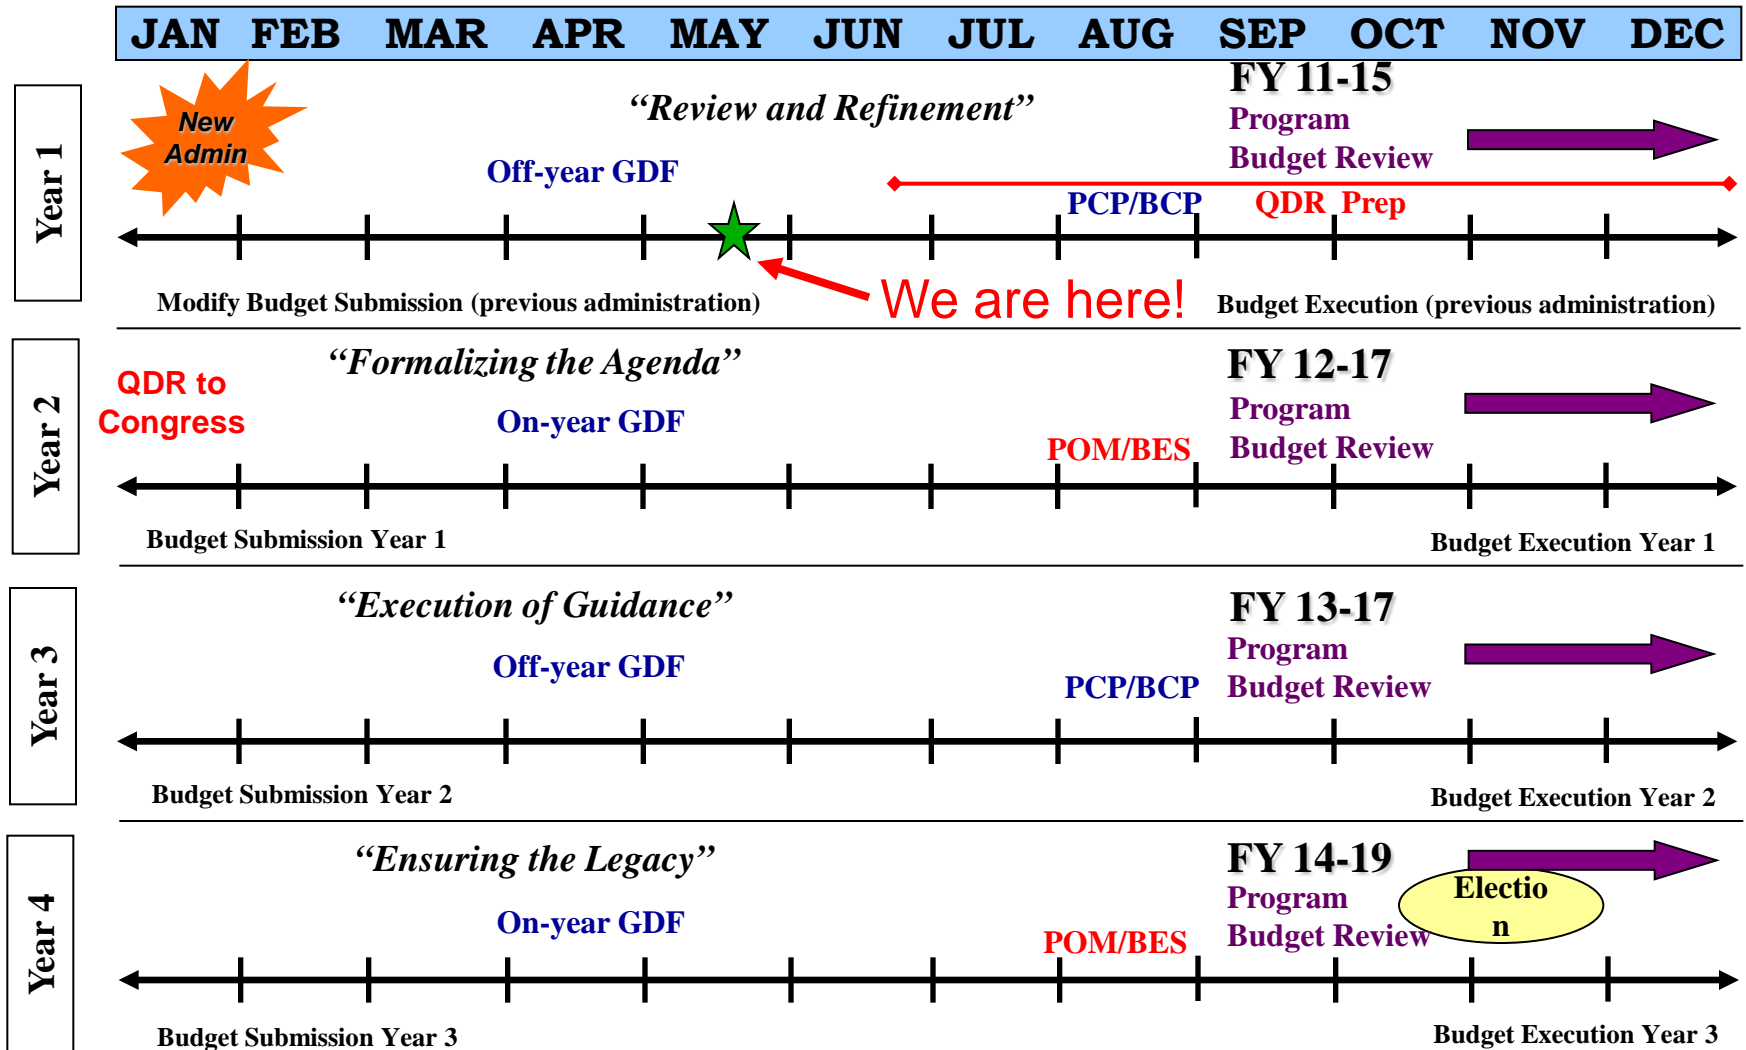 JAN FEB MAR APR MAY JUN JUL AUG SEP OCT NOV DEC
Year 1
New
Admin
“Review and Refinement”
FY 11-15
Program
Budget Review
Off-year GDF
PCP/BCP
QDR Prep
We are here!
Modify Budget Submission (previous administration)
Budget Execution (previous administration)
Year 2
“Formalizing the Agenda”
FY 12-17
QDR to
Congress
On-year GDF
Program
Budget Review
POM/BES
Budget Submission Year 1
Budget Execution Year 1
Year 3
“Execution of Guidance”
FY 13-17
Program
Budget Review
Off-year GDF
PCP/BCP
Budget Submission Year 2
Budget Execution Year 2
Year 4
“Ensuring the Legacy”
FY 14-19
Program
Budget Review
Electio
n
On-year GDF
POM/BES
Budget Submission Year 3
Budget Execution Year 3